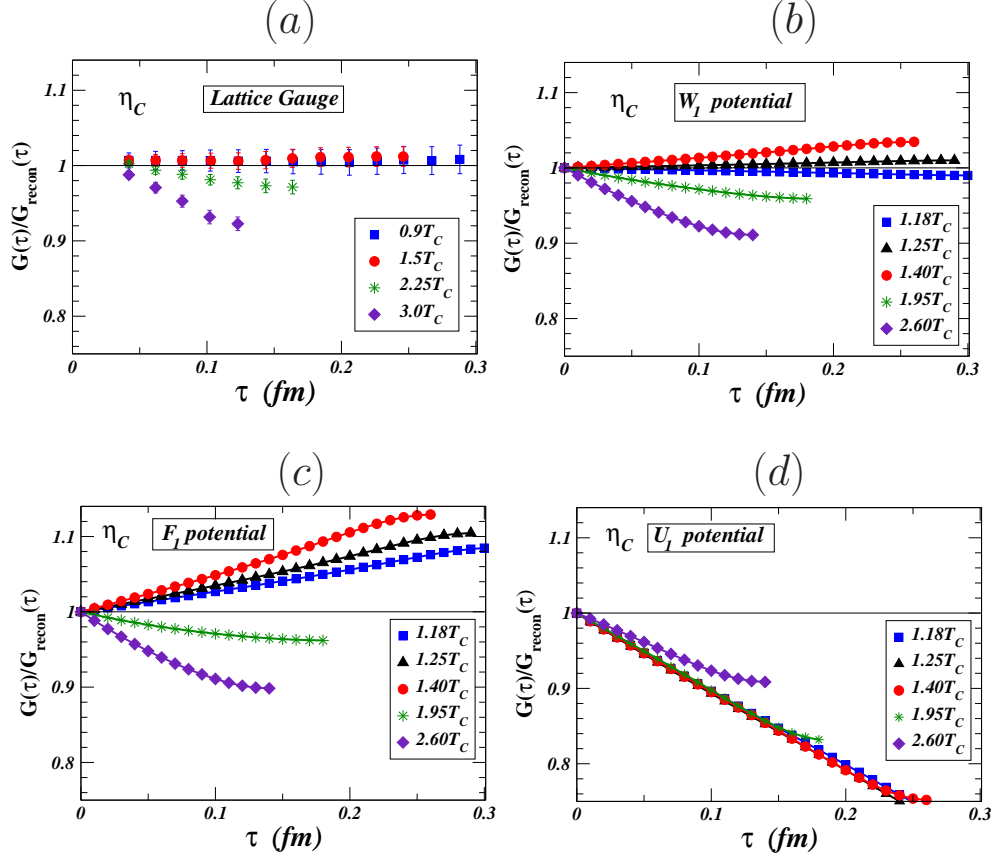 (a)
η_C
Lattice Gauge
G(τ)/G_recon(τ)
1.1
1
0.9
0.8
0.9T_C
1.5T_C
2.25T_C
3.0T_C
0 0.1 0.2 0.3
τ (fm)
(b)
η_C
W_1 potential
G(τ)/G_recon(τ)
1.1
1
0.9
0.8
1.18T_C
1.25T_C
1.40T_C
1.95T_C
2.60T_C
0 0.1 0.2 0.3
τ (fm)
(c)
η_C
F_1 potential
G(τ)/G_recon(τ)
1.1
1
0.9
0.8
1.18T_C
1.25T_C
1.40T_C
1.95T_C
2.60T_C
0 0.1 0.2 0.3
τ (fm)
(d)
η_C
U_1 potential
G(τ)/G_recon(τ)
1.1
1
0.9
0.8
1.18T_C
1.25T_C
1.40T_C
1.95T_C
2.60T_C
0 0.1 0.2 0.3
τ (fm)